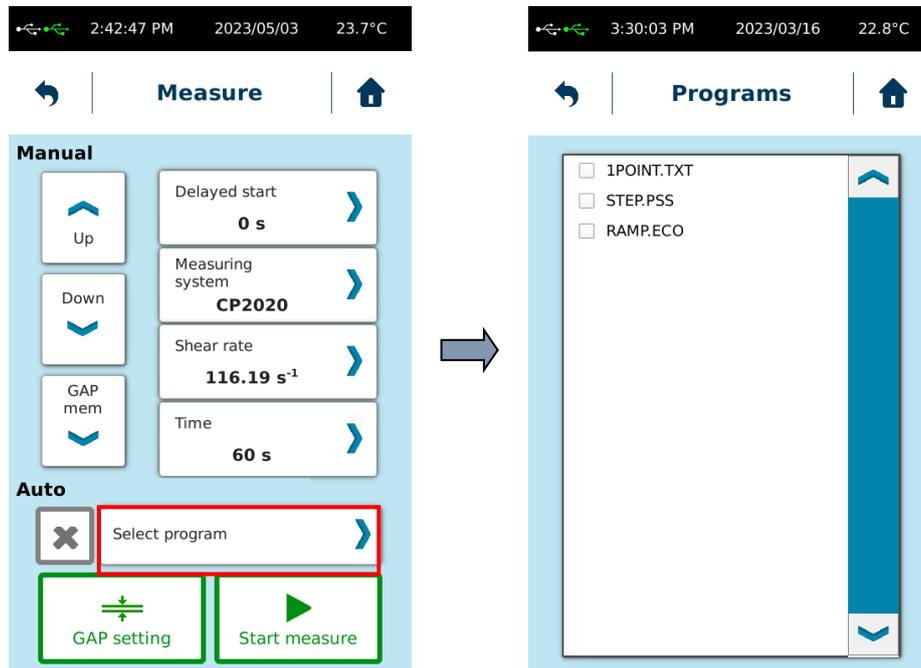 2:42:47 PM 2023/05/03 23.7°C
Measure
Manual
Up
Down
GAP
mem
Delayed start
0 s
Measuring
system
CP2020
Shear rate
116.19 s⁻¹
Time
60 s
Auto
Select program
GAP setting
Start measure
3:30:03 PM 2023/03/16 22.8°C
Programs
1POINT.TXT
STEP.PSS
RAMP.ECO